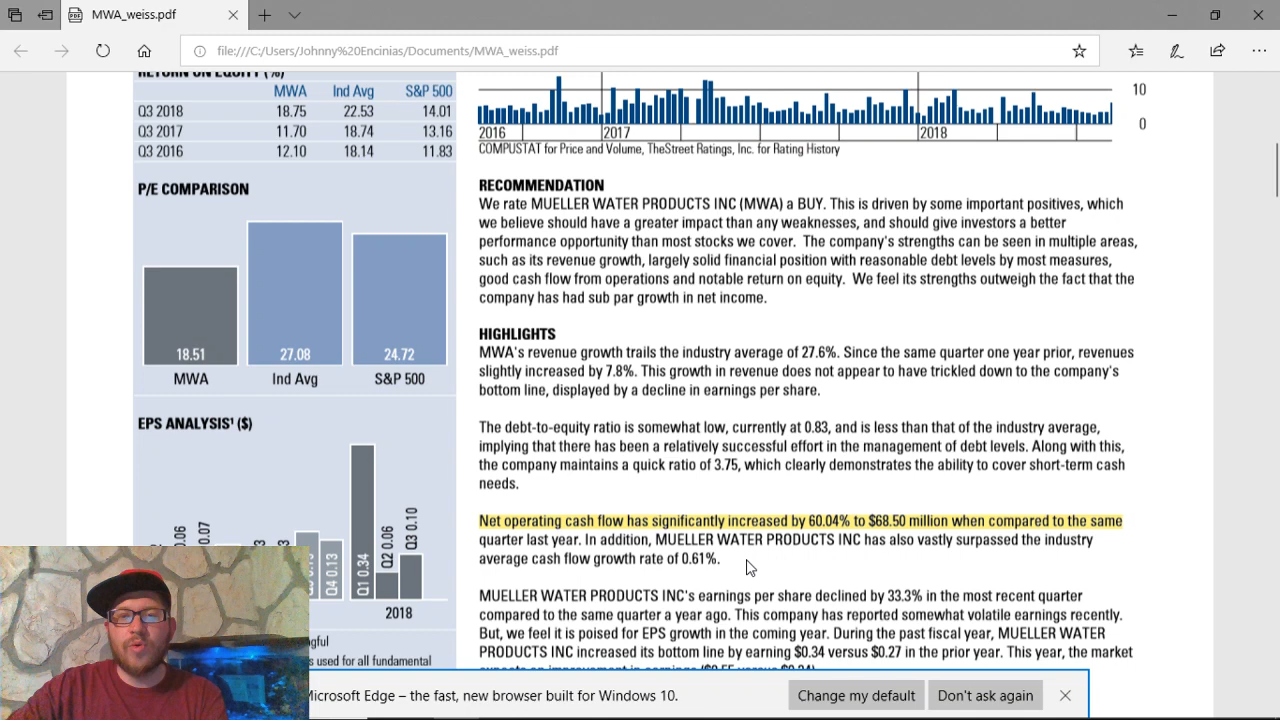 MWA_weiss.pdf
file:///C:/Users/Johnny%20Encinias/Documents/MWA_weiss.pdf
RETURN ON EQUITY (%)
MWA Ind Avg S&P 500
Q3 2018 18.75 22.53 14.01
Q3 2017 11.70 18.74 13.16
Q3 2016 12.10 18.14 11.83
P/E COMPARISON
18.51 27.08 24.72
MWA Ind Avg S&P 500
EPS ANALYSIS¹ ($)
Q4 0.13
Q1 0.34
Q2 0.06
Q3 0.10
2018
used for all fundamental
10
0
2016 2017 2018
COMPUSTAT for Price and Volume, TheStreet Ratings, Inc. for Rating History
RECOMMENDATION
We rate MUELLER WATER PRODUCTS INC (MWA) a BUY. This is driven by some important positives, which
we believe should have a greater impact than any weaknesses, and should give investors a better
performance opportunity than most stocks we cover. The company's strengths can be seen in multiple areas,
such as its revenue growth, largely solid financial position with reasonable debt levels by most measures,
good cash flow from operations and notable return on equity. We feel its strengths outweigh the fact that the
company has had sub par growth in net income.
HIGHLIGHTS
MWA's revenue growth trails the industry average of 27.6%. Since the same quarter one year prior, revenues
slightly increased by 7.8%. This growth in revenue does not appear to have trickled down to the company's
bottom line, displayed by a decline in earnings per share.
The debt-to-equity ratio is somewhat low, currently at 0.83, and is less than that of the industry average,
implying that there has been a relatively successful effort in the management of debt levels. Along with this,
the company maintains a quick ratio of 3.75, which clearly demonstrates the ability to cover short-term cash
needs.
Net operating cash flow has significantly increased by 60.04% to $68.50 million when compared to the same
quarter last year. In addition, MUELLER WATER PRODUCTS INC has also vastly surpassed the industry
average cash flow growth rate of 0.61%.
MUELLER WATER PRODUCTS INC's earnings per share declined by 33.3% in the most recent quarter
compared to the same quarter a year ago. This company has reported somewhat volatile earnings recently.
But, we feel it is poised for EPS growth in the coming year. During the past fiscal year, MUELLER WATER
PRODUCTS INC increased its bottom line by earning $0.34 versus $0.27 in the prior year. This year, the market
Microsoft Edge – the fast, new browser built for Windows 10.
Change my default
Don't ask again